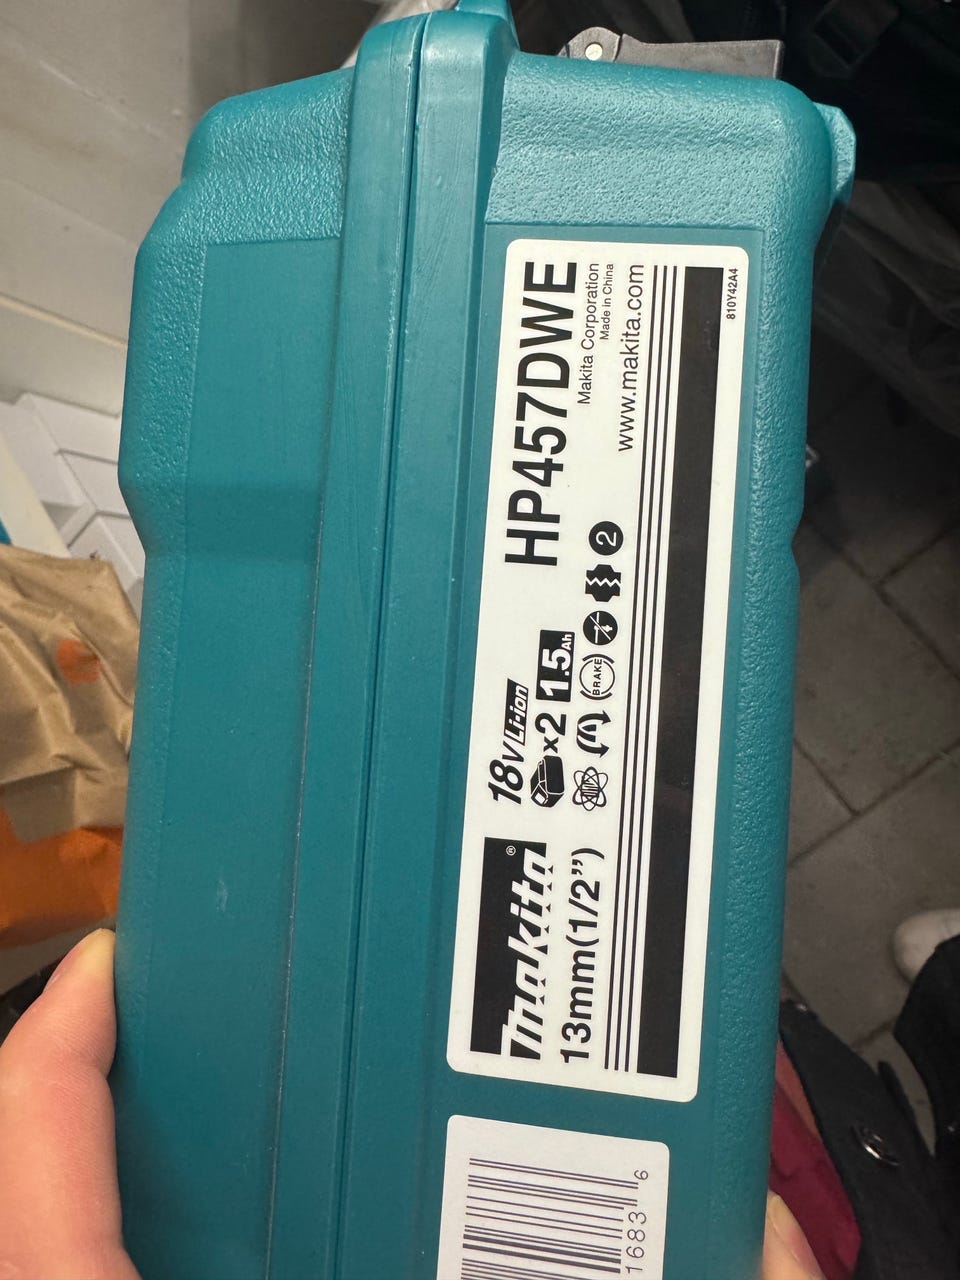 makita®
18V Li-ion
x2 1.5Ah
HP457DWE
13mm(1/2”)
BRAKE
2
Makita Corporation
Made in China
www.makita.com
810Y42A4
1683 6